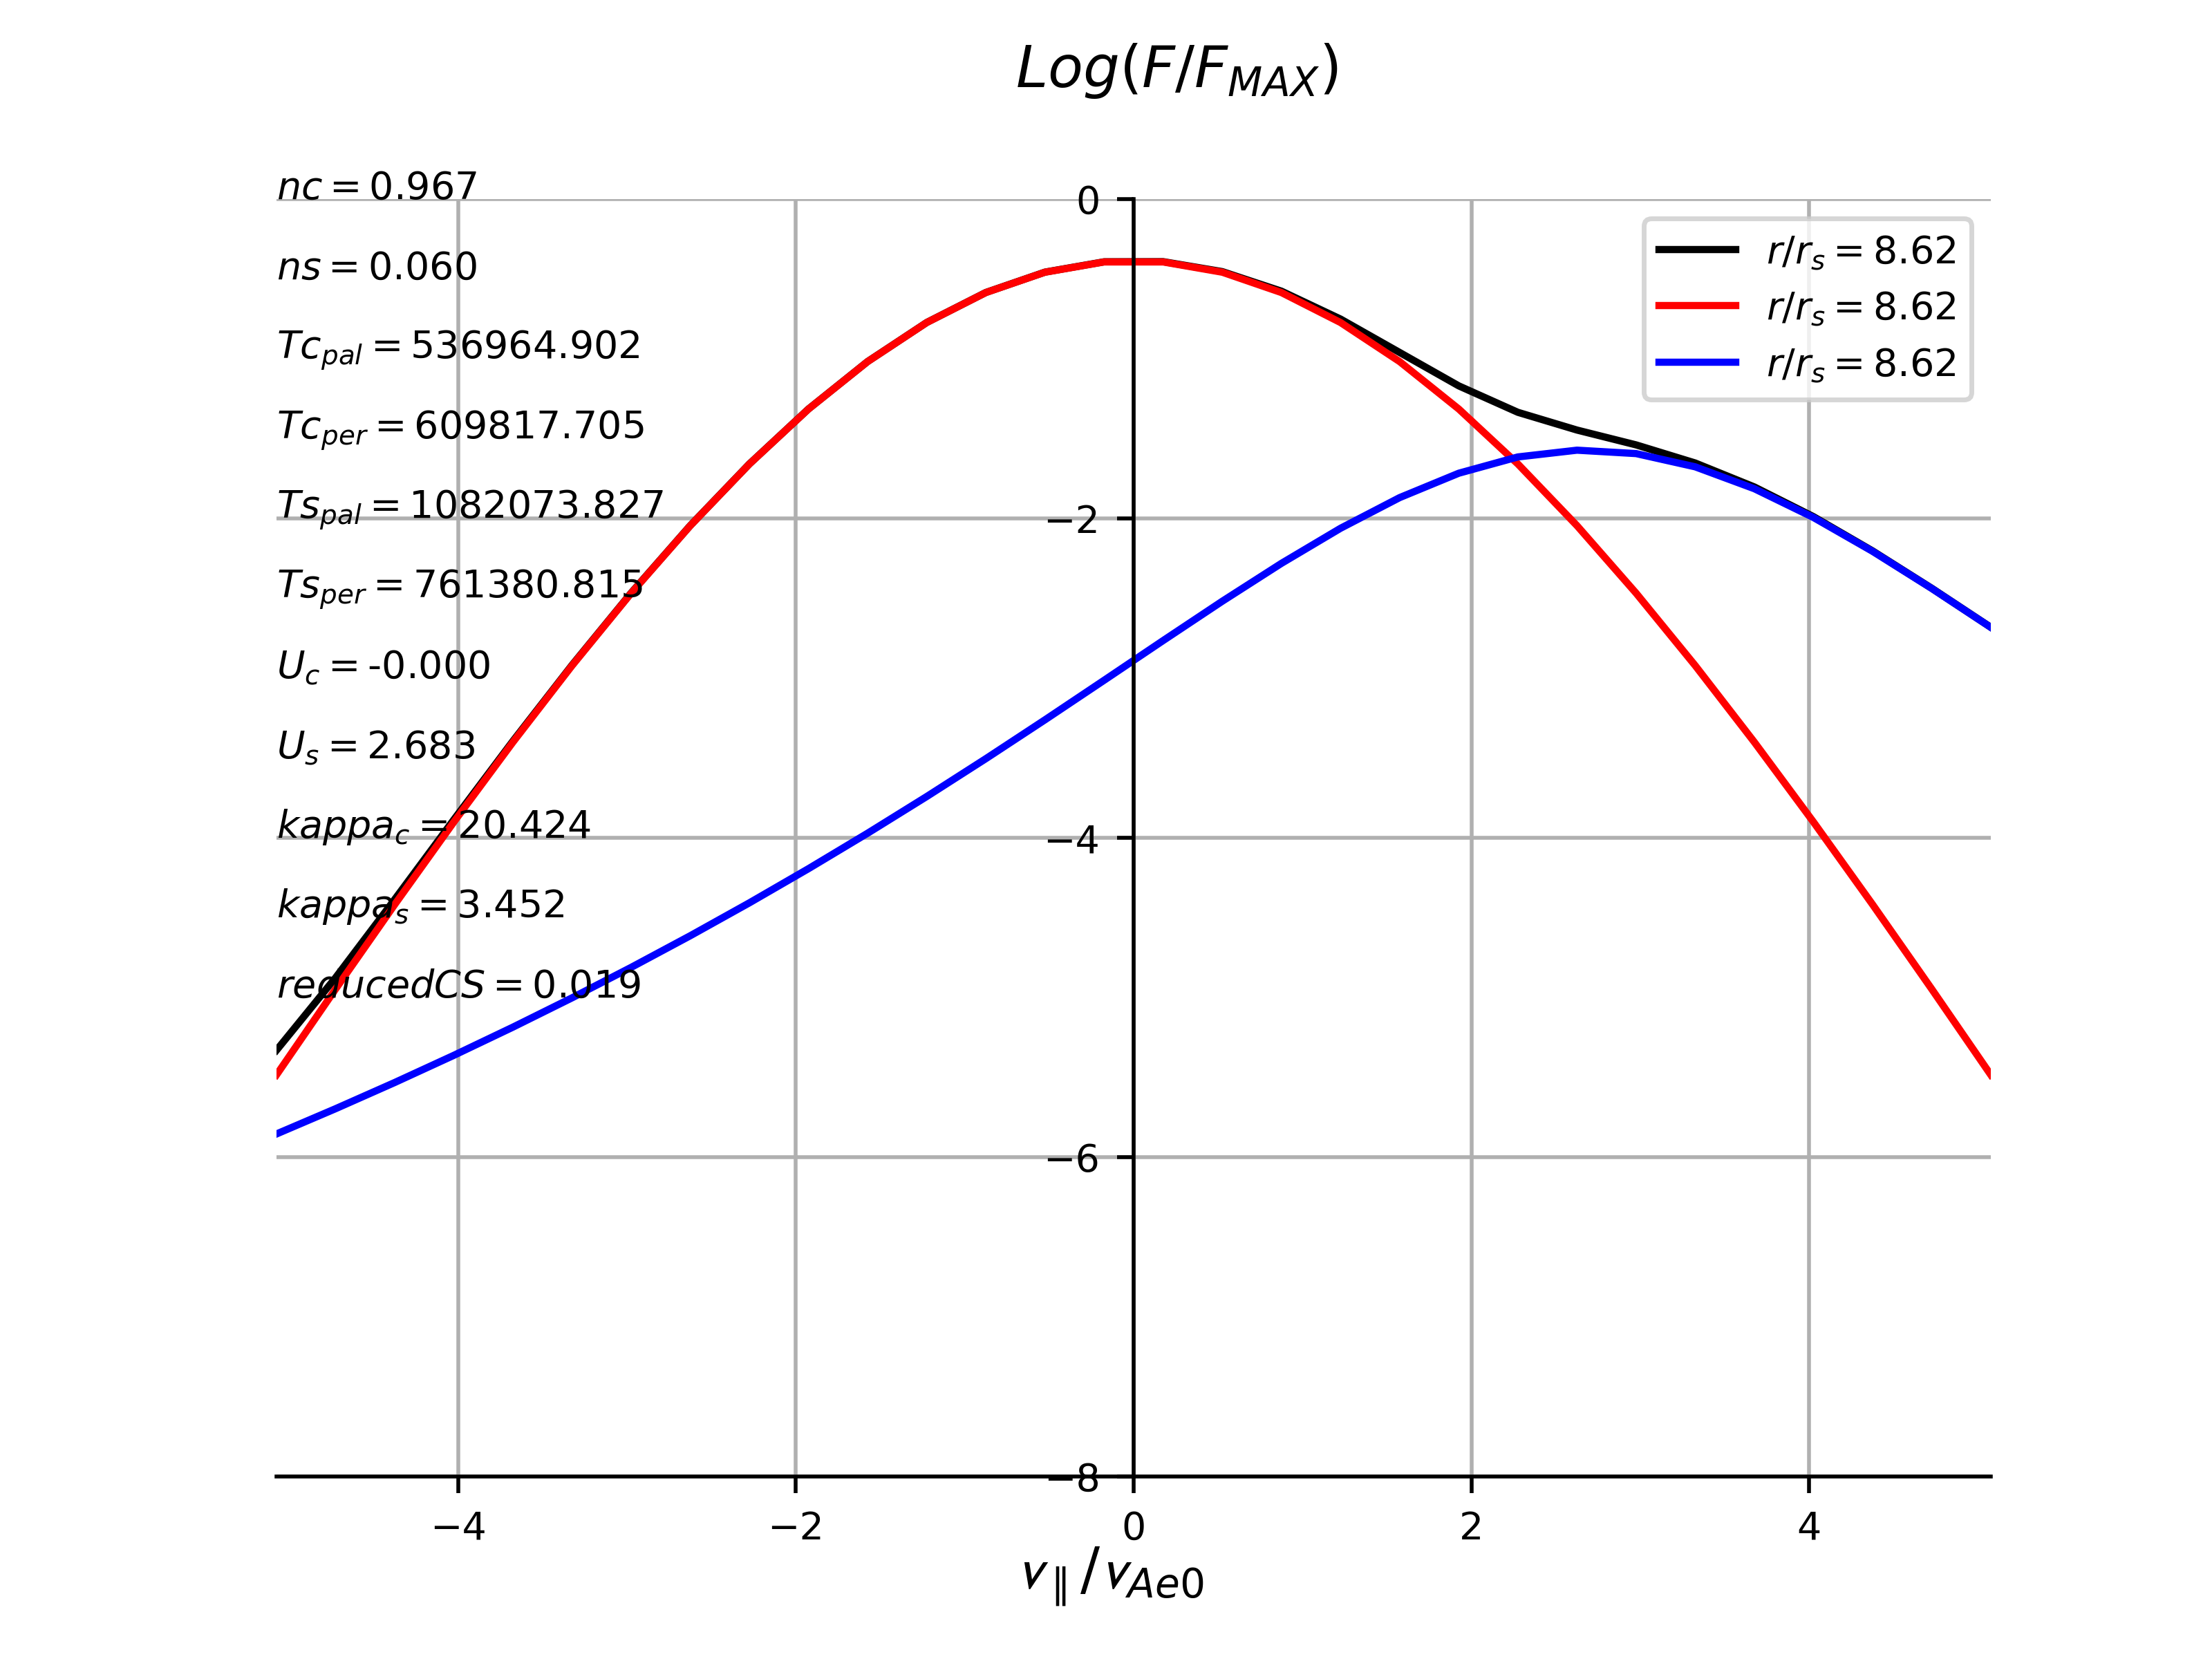 Log(F/F_MAX)
nc = 0.967
ns = 0.060
Tc_pal = 536964.902
Tc_per = 609817.705
Ts_pal = 1082073.827
Ts_per = 761380.815
U_c = -0.000
U_s = 2.683
kappa_c = 20.424
kappa_s = 3.452
reducedCS = 0.019
0
−2
−4
−6
−8
r/r_s = 8.62
r/r_s = 8.62
r/r_s = 8.62
−4 −2 0 2 4
v_∥/v_Ae0